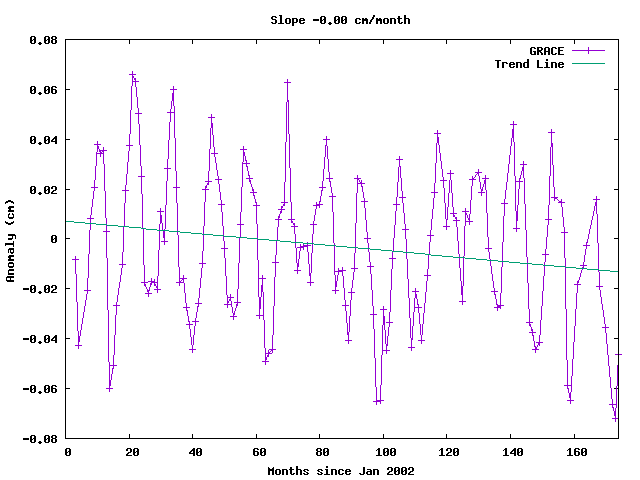 Slope -0.00 cm/month
GRACE
Trend Line
Anomaly (cm)
0.08
0.06
0.04
0.02
0
-0.02
-0.04
-0.06
-0.08
0 20 40 60 80 100 120 140 160
Months since Jan 2002